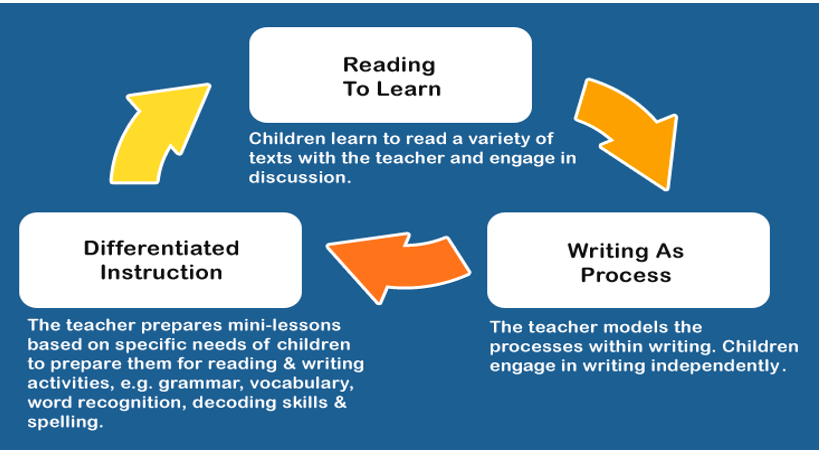 Reading
To Learn
Children learn to read a variety of
texts with the teacher and engage in
discussion.
Differentiated
Instruction
The teacher prepares mini-lessons
based on specific needs of children
to prepare them for reading & writing
activities, e.g. grammar, vocabulary,
word recognition, decoding skills &
spelling.
Writing As
Process
The teacher models the
processes within writing. Children
engage in writing independently.